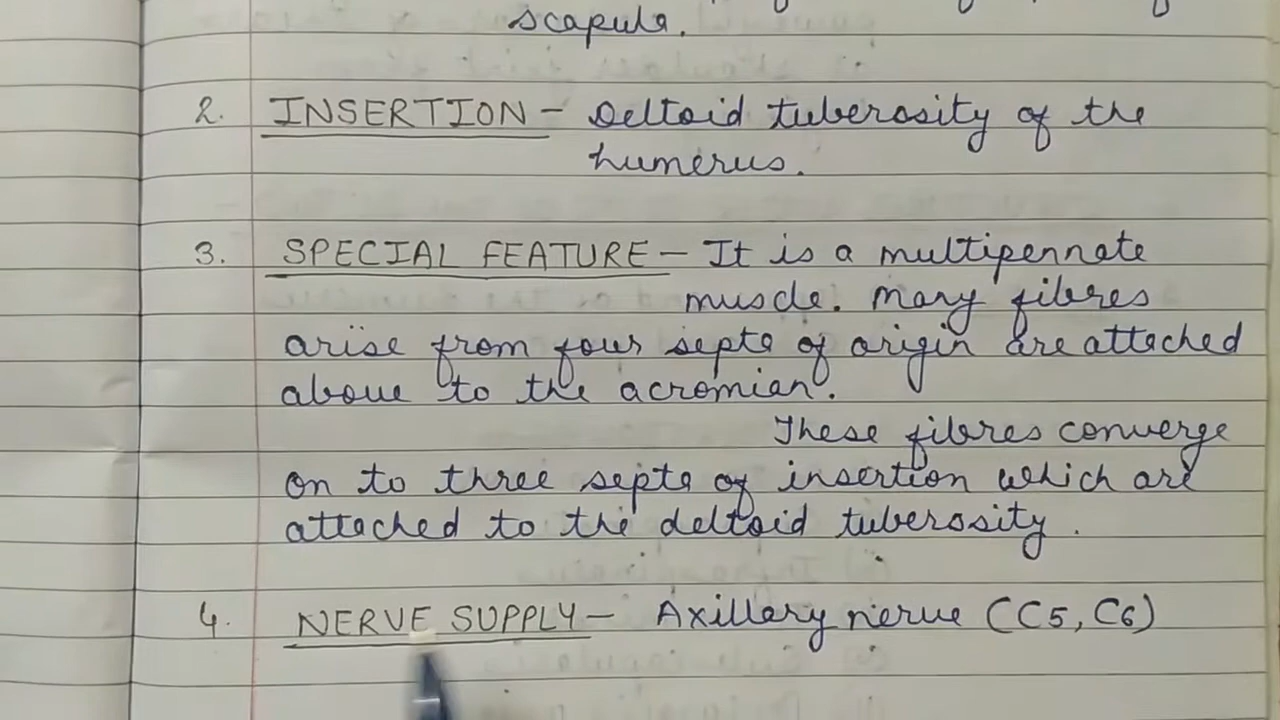 scapula.
2. INSERTION - Deltoid tuberosity of the
humerus.
3. SPECIAL FEATURE - It is a multipennate
muscle. Many fibres
arise from four septa of origin are attached
above to the acromian.
These fibres converge
on to three septa of insertion which are
attached to the deltoid tuberosity.
4. NERVE SUPPLY - Axillary nerve (C5, C6)